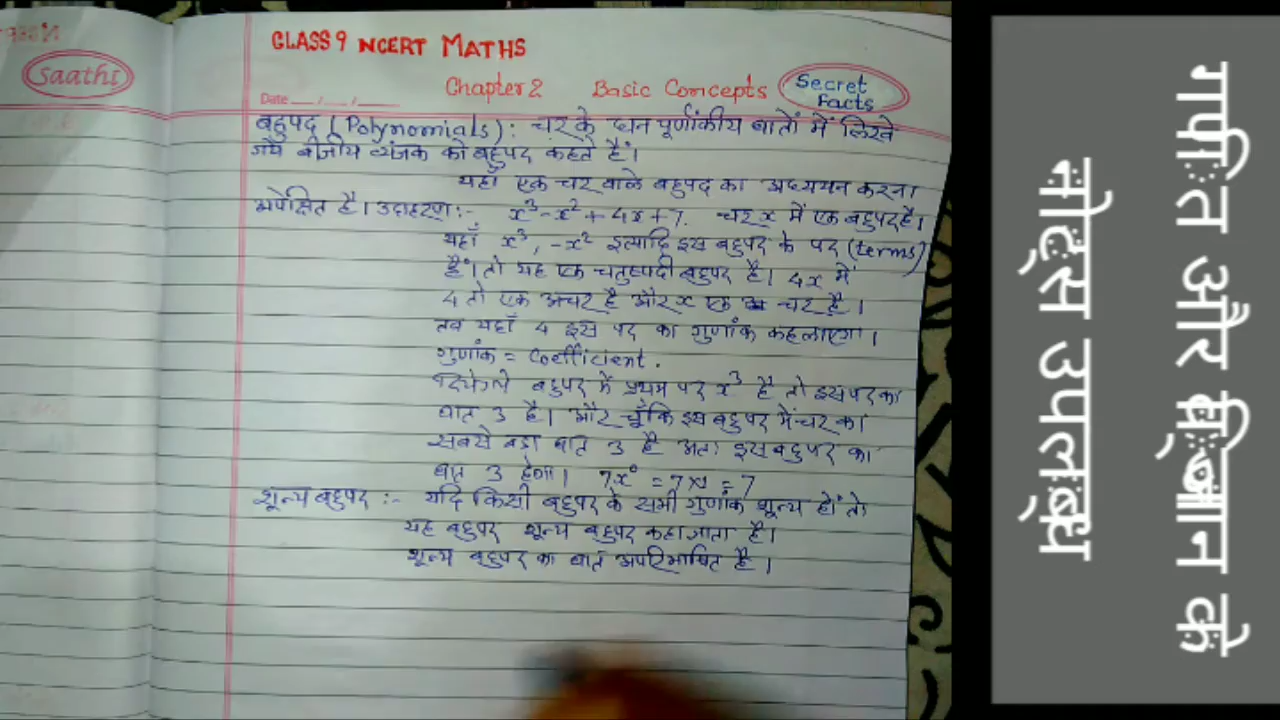 saathi
CLASS 9 NCERT MATHS
Chapter 2 Basic Concepts Secret Facts
Date __/__/____
बहुपद (Polynomials): चर के घन पूर्णांकीय घातों में लिखे
गये बीजीय व्यंजक को बहुपद कहते हैं।
यहाँ एक चर वाले बहुपद का अध्ययन करना
अपेक्षित है। उदाहरण:- x³-x²+4x+7. चर x में एक बहुपद है।
यहाँ x³, -x² इत्यादि इस बहुपद के पद (terms)
हैं। तो यह एक चतुष्पदी बहुपद है। 4x में
4 तो एक अचर है और x एक चर है।
तब यहाँ 4 इस पद का गुणांक कहलाएगा।
गुणांक = Coefficient.
बहुपद में प्रथम पद x³ है तो इस पद का
घात 3 है। और चूँकि इस बहुपद में चर का
सबसे बड़ा घात 3 है अतः इस बहुपद का
घात 3 होगा। 7x⁰ = 7×1 = 7
शून्य बहुपद :- यदि किसी बहुपद के सभी गुणांक शून्य हों तो
यह बहुपद शून्य बहुपद कहा जाता है।
शून्य बहुपद का घात अपरिभाषित है।
गणित और विज्ञान के
नोट्स उपलब्ध